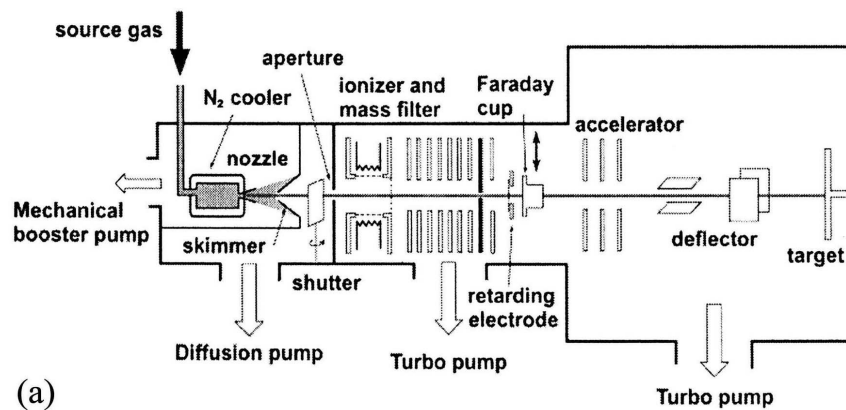 source gas
aperture
N₂ cooler
nozzle
ionizer and
mass filter
Faraday
cup
accelerator
Mechanical
booster pump
skimmer
shutter
retarding
electrode
deflector
target
Diffusion pump
Turbo pump
Turbo pump
(a)